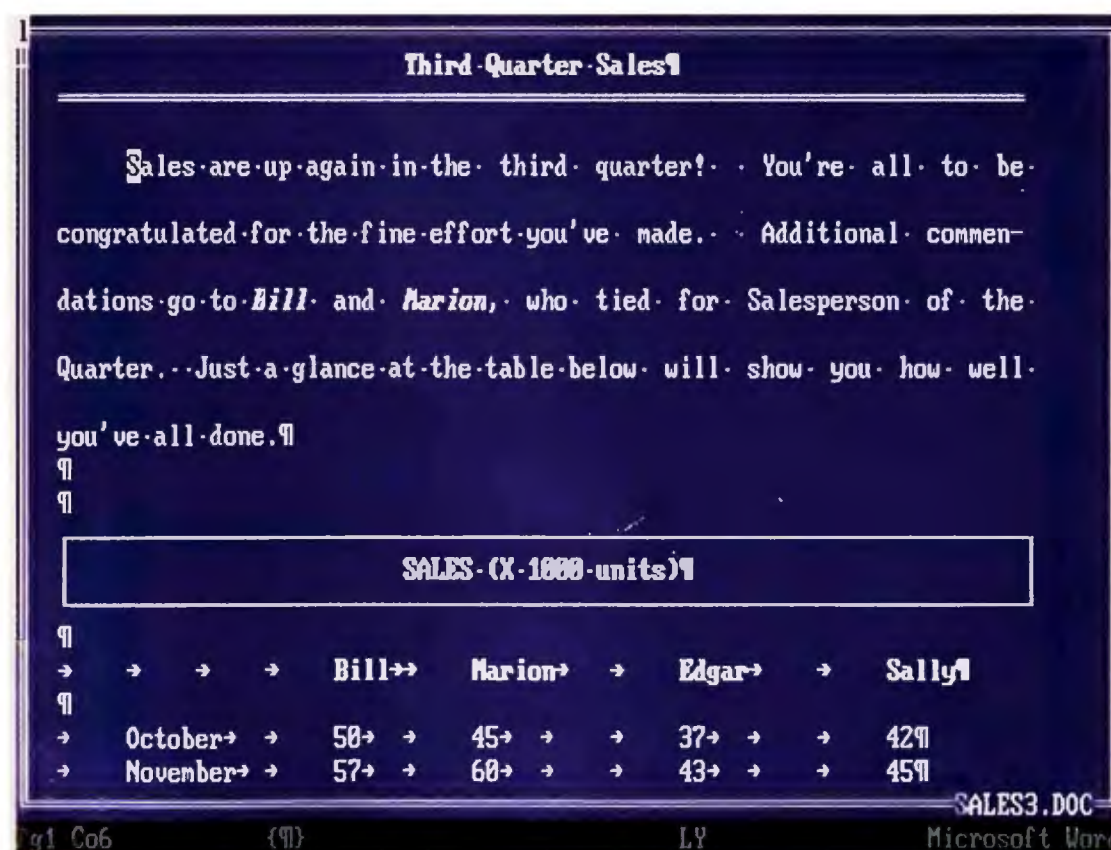 1
Third·Quarter·Sales¶
Sales·are·up·again·in·the· third· quarter!· · You're· all· to· be·
congratulated·for·the·fine·effort·you've· made.· · Additional· commen-
dations·go·to·Bill· and· Marion,· who· tied· for· Salesperson· of· the·
Quarter.··Just·a·glance·at·the·table·below· will· show· you· how· well·
you've·all·done.¶
¶
¶
SALES·(X·1000·units)¶
¶
→ → → → Bill→→ Marion→ → Edgar→ → Sally¶
¶
→ October→ → 50→ → 45→ → → 37→ → → 42¶
→ November→ → 57→ → 60→ → → 43→ → → 45¶
SALES3.DOC
Pg1 Co6 {¶} LY Microsoft Word